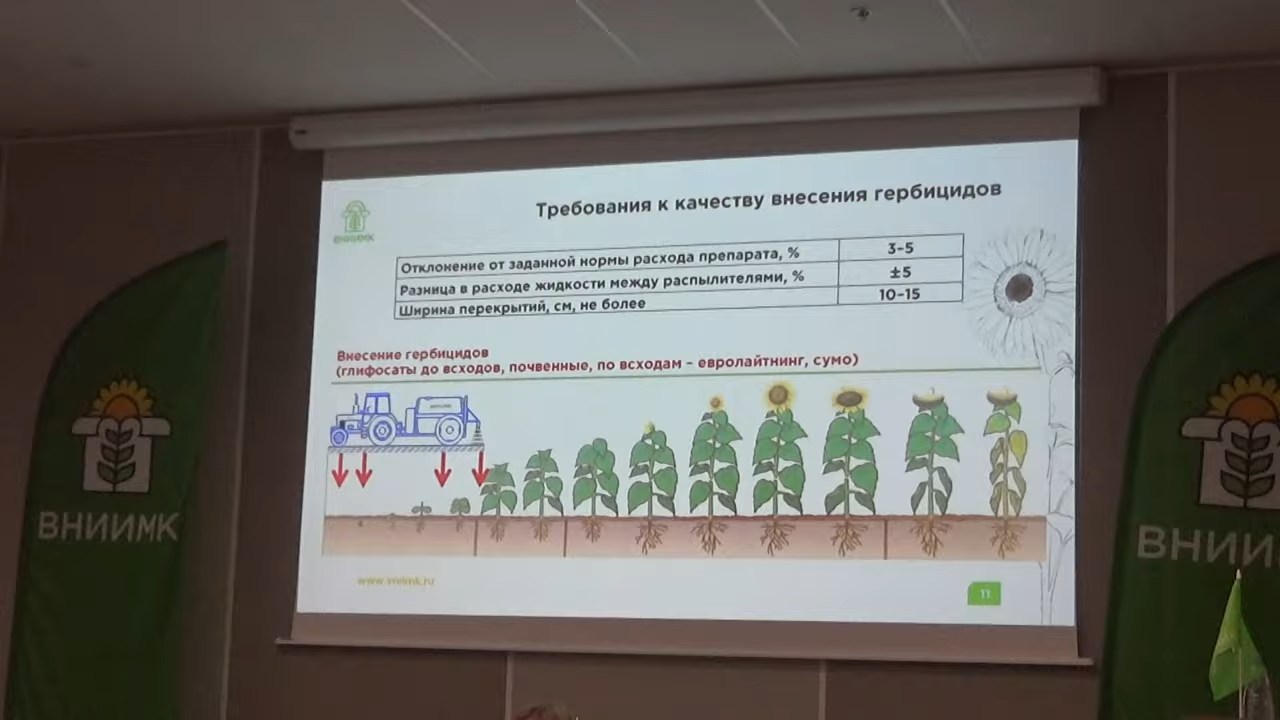 Требования к качеству внесения гербицидов
ВНИИМК
Отклонение от заданной нормы расхода препарата, % 3-5
Разница в расходе жидкости между распылителями, % ±5
Ширина перекрытий, см, не более 10-15
Внесение гербицидов
(глифосаты до всходов, почвенные, по всходам – евролайтнинг, сумо)
www.vniimk.ru
11
ВНИИМК
ВНИИ